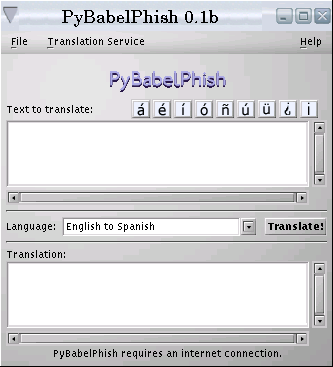 PyBabelPhish 0.1b
File Translation Service Help
PyBabelPhish
Text to translate: á é í ó ñ ú ü ¿ ¡
Language: English to Spanish Translate!
Translation:
PyBabelPhish requires an internet connection.